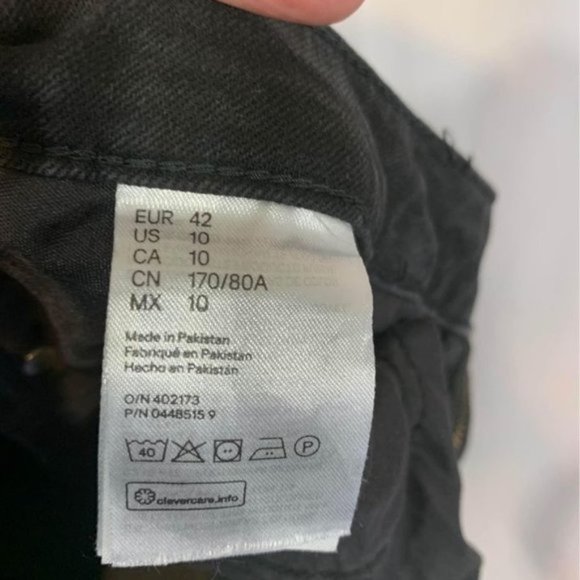 EUR 42
US 10
CA 10
CN 170/80A
MX 10
Made in Pakistan
Fabriqué en Pakistan
Hecho en Pakistán
O/N 402173
P/N 0448515 9
40 P
clevercare.info